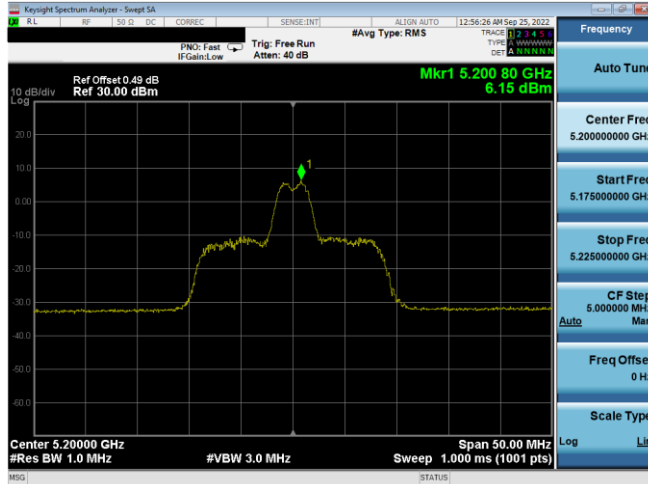 Keysight Spectrum Analyzer - Swept SA
LXI RL RF 50 Ω DC CORREC SENSE:INT ALIGN AUTO 12:56:26 AM Sep 25, 2022
PNO: Fast
IFGain:Low
Trig: Free Run
Atten: 40 dB
#Avg Type: RMS
TRACE 1 2 3 4 5 6
TYPE A WWWWW
DET A N N N N N
Ref Offset 0.49 dB
10 dB/div Ref 30.00 dBm
Log
Mkr1 5.200 80 GHz
6.15 dBm
20.0
10.0
0.00
-10.0
-20.0
-30.0
-40.0
-50.0
-60.0
1
Center 5.20000 GHz
Span 50.00 MHz
#Res BW 1.0 MHz
#VBW 3.0 MHz
Sweep 1.000 ms (1001 pts)
MSG STATUS
Frequency
Auto Tune
Center Freq
5.200000000 GHz
Start Freq
5.175000000 GHz
Stop Freq
5.225000000 GHz
CF Step
5.000000 MHz
Auto Man
Freq Offset
0 Hz
Scale Type
Log Lin